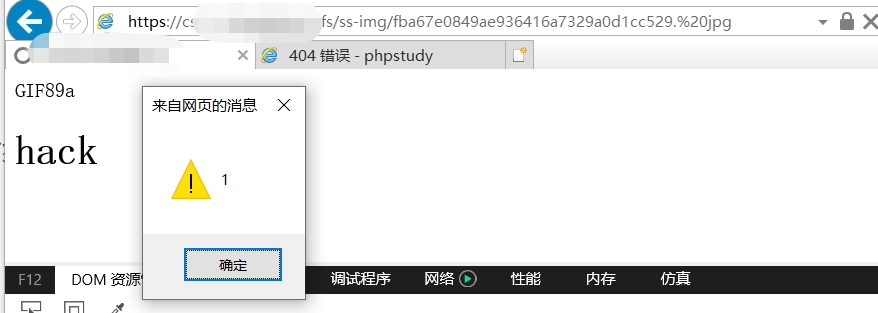 https://cs fs/ss-img/fba67e0849ae936416a7329a0d1cc529.%20jpg
404 错误 - phpstudy
GIF89a
hack
来自网页的消息
1
确定
F12 DOM 资源 调试程序 网络 性能 内存 仿真